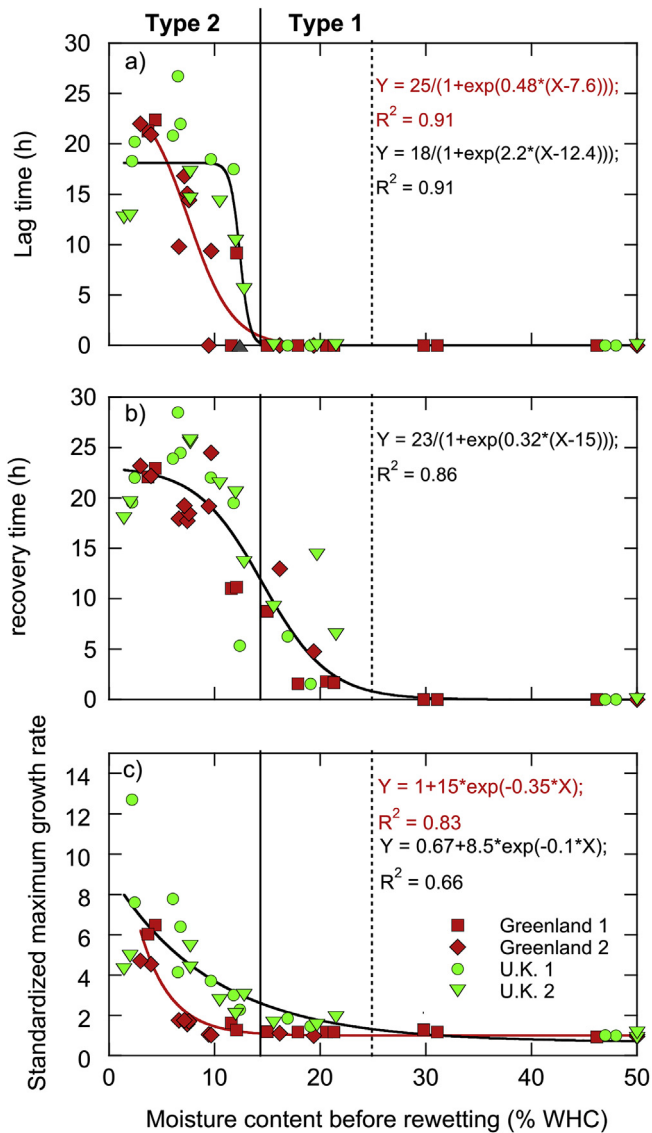 Type 2 Type 1
30
25
20
15
10
5
0
Lag time (h)
a)
Y = 25/(1+exp(0.48*(X-7.6)));
R2 = 0.91
Y = 18/(1+exp(2.2*(X-12.4)));
R2 = 0.91
30
25
20
15
10
5
0
recovery time (h)
b)
Y = 23/(1+exp(0.32*(X-15)));
R2 = 0.86
14
12
10
8
6
4
2
0
Standardized maximum growth rate
c)
Y = 1+15*exp(-0.35*X);
R2 = 0.83
Y = 0.67+8.5*exp(-0.1*X);
R2 = 0.66
Greenland 1
Greenland 2
U.K. 1
U.K. 2
0 10 20 30 40 50
Moisture content before rewetting (% WHC)